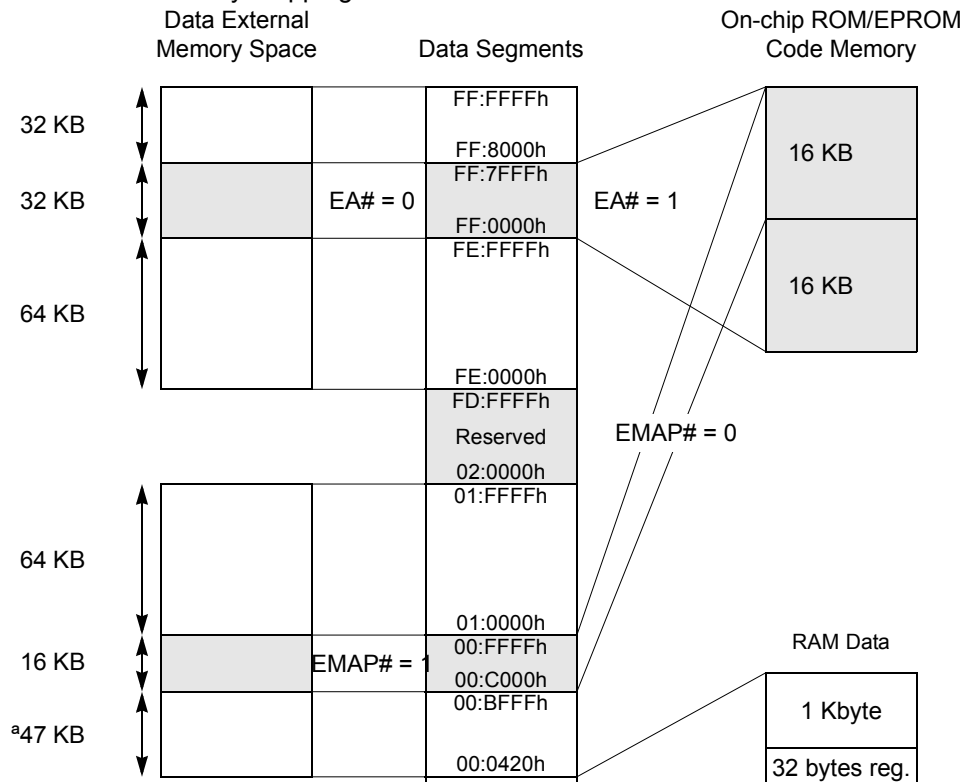 Data External
Memory Space
Data Segments
On-chip ROM/EPROM
Code Memory
32 KB
FF:FFFFh
FF:8000h
16 KB
32 KB
EA# = 0
FF:7FFFh
FF:0000h
EA# = 1
64 KB
FE:FFFFh
FE:0000h
16 KB
FD:FFFFh
Reserved
02:0000h
EMAP# = 0
64 KB
01:FFFFh
01:0000h
16 KB
EMAP# = 1
00:FFFFh
00:C000h
RAM Data
ª47 KB
00:BFFFh
00:0420h
1 Kbyte
32 bytes reg.